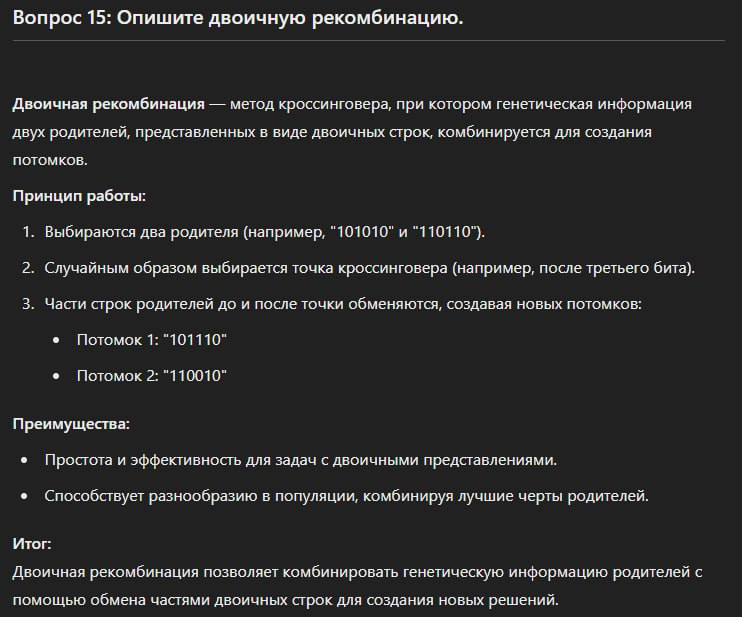 Вопрос 15: Опишите двоичную рекомбинацию.
Двоичная рекомбинация — метод кроссинговера, при котором генетическая информация
двух родителей, представленных в виде двоичных строк, комбинируется для создания
потомков.
Принцип работы:
1. Выбираются два родителя (например, "101010" и "110110").
2. Случайным образом выбирается точка кроссинговера (например, после третьего бита).
3. Части строк родителей до и после точки обменяются, создавая новых потомков:
• Потомок 1: "101110"
• Потомок 2: "110010"
Преимущества:
• Простота и эффективность для задач с двоичными представлениями.
• Способствует разнообразию в популяции, комбинируя лучшие черты родителей.
Итог:
Двоичная рекомбинация позволяет комбинировать генетическую информацию родителей с
помощью обмена частями двоичных строк для создания новых решений.